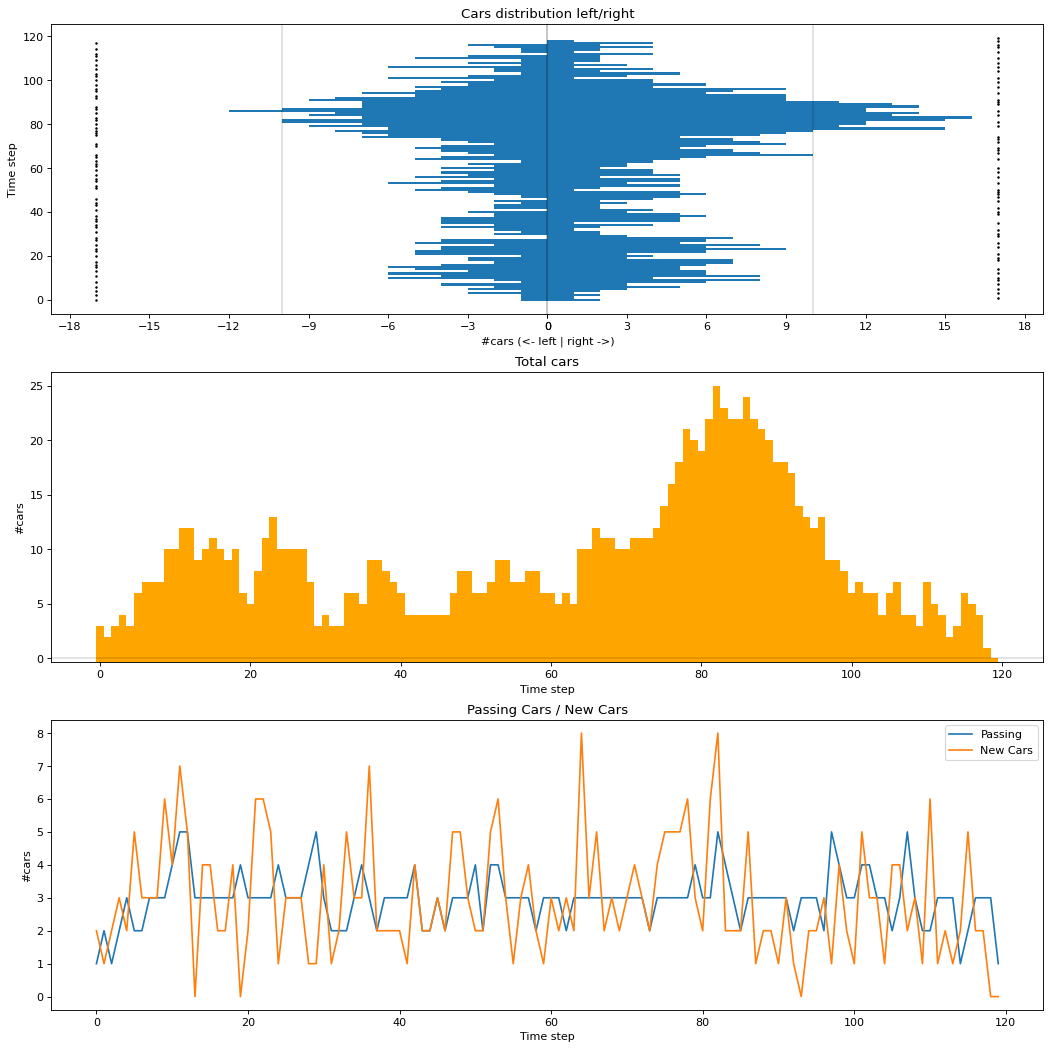 Cars distribution left/right
Time step
120
100
80
60
40
20
0
−18 −15 −12 −9 −6 −3 0 0 3 6 9 12 15 18
#cars (<- left | right ->)
Total cars
#cars
25
20
15
10
5
0
0 20 40 60 80 100 120
Time step
Passing Cars / New Cars
#cars
8
7
6
5
4
3
2
1
0
Passing
New Cars
0 20 40 60 80 100 120
Time step